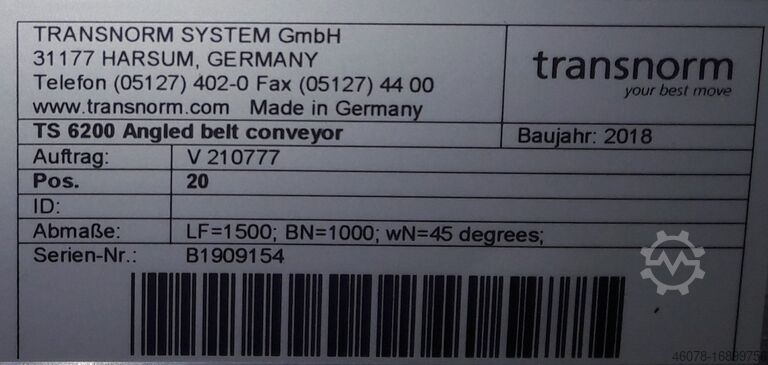 TRANSNORM SYSTEM GmbH
31177 HARSUM, GERMANY
Telefon (05127) 402-0 Fax (05127) 44 00
www.transnorm.com Made in Germany
transnorm
your best move
TS 6200 Angled belt conveyor
Baujahr: 2018
Auftrag: V 210777
Pos. 20
ID:
Abmaße: LF=1500; BN=1000; wN=45 degrees;
Serien-Nr.: B1909154
46078-16899756